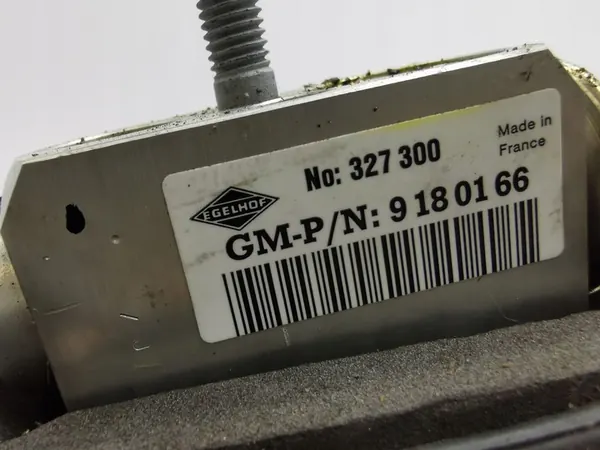 No: 327 300
Made in
France
EGELHOF
GM-P/N: 9 18 01 66